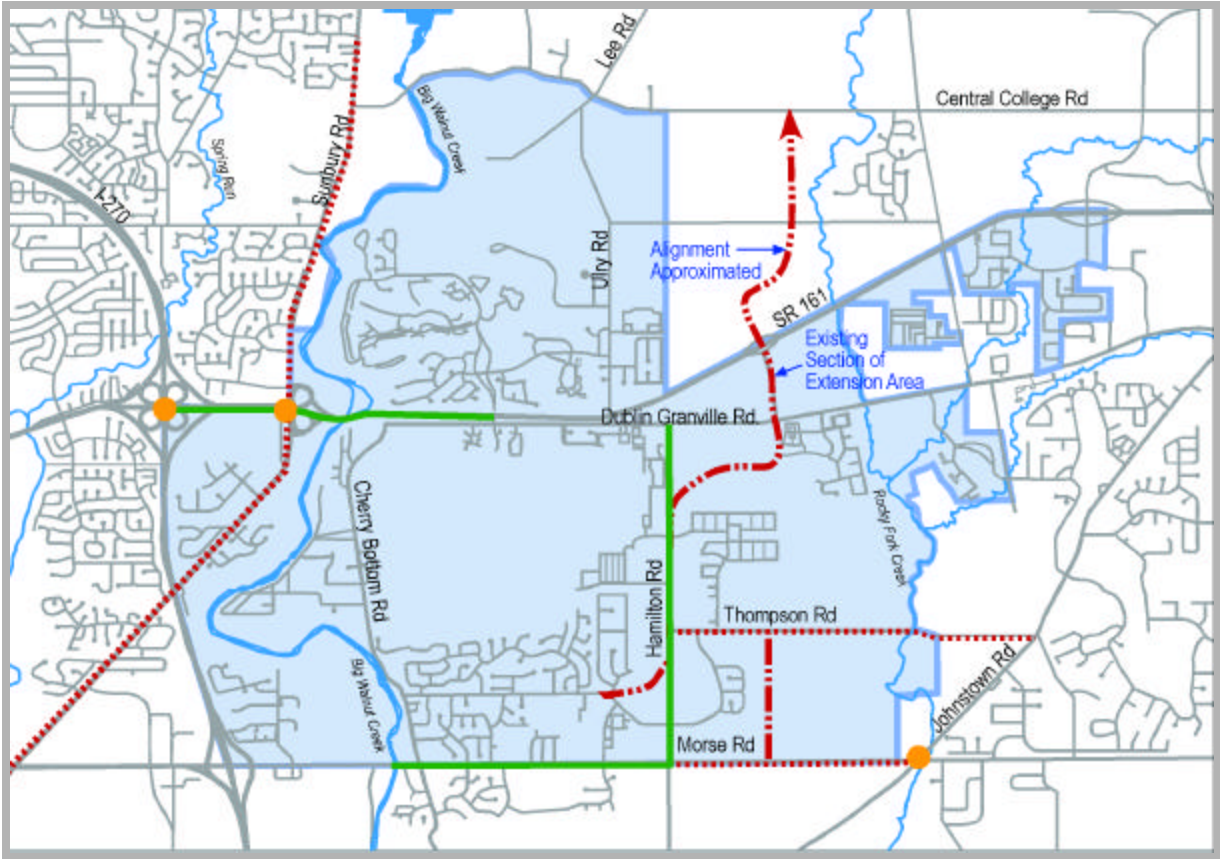 Lee Rd
Central College Rd
Big Walnut Creek
Sunbury Rd
Spring Run
I-270
Ulry Rd
Alignment
Approximated
SR 161
Existing
Section of
Extension Area
Dublin Granville Rd.
Cherry Bottom Rd
Rocky Fork Creek
Hamilton Rd
Thompson Rd
Big Walnut Creek
Johnstown Rd
Morse Rd